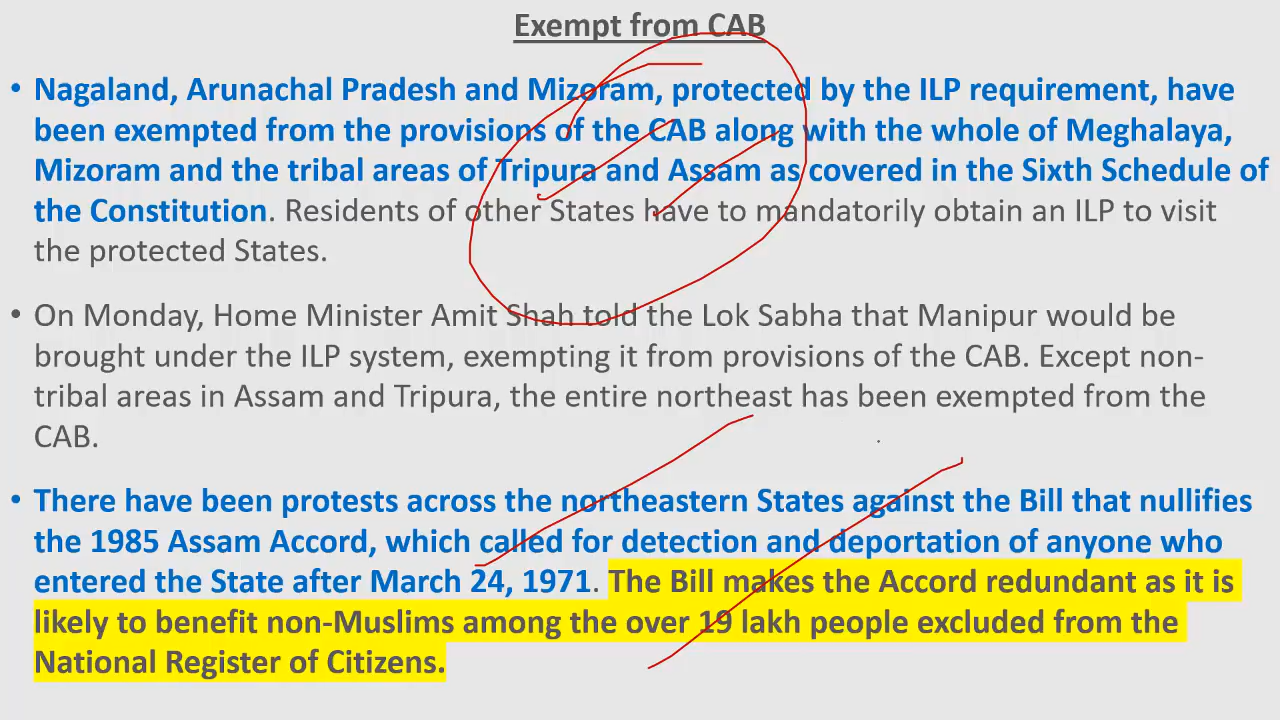 Exempt from CAB
• Nagaland, Arunachal Pradesh and Mizoram, protected by the ILP requirement, have
been exempted from the provisions of the CAB along with the whole of Meghalaya,
Mizoram and the tribal areas of Tripura and Assam as covered in the Sixth Schedule of
the Constitution. Residents of other States have to mandatorily obtain an ILP to visit
the protected States.
• On Monday, Home Minister Amit Shah told the Lok Sabha that Manipur would be
brought under the ILP system, exempting it from provisions of the CAB. Except non-
tribal areas in Assam and Tripura, the entire northeast has been exempted from the
CAB.
• There have been protests across the northeastern States against the Bill that nullifies
the 1985 Assam Accord, which called for detection and deportation of anyone who
entered the State after March 24, 1971. The Bill makes the Accord redundant as it is
likely to benefit non-Muslims among the over 19 lakh people excluded from the
National Register of Citizens.